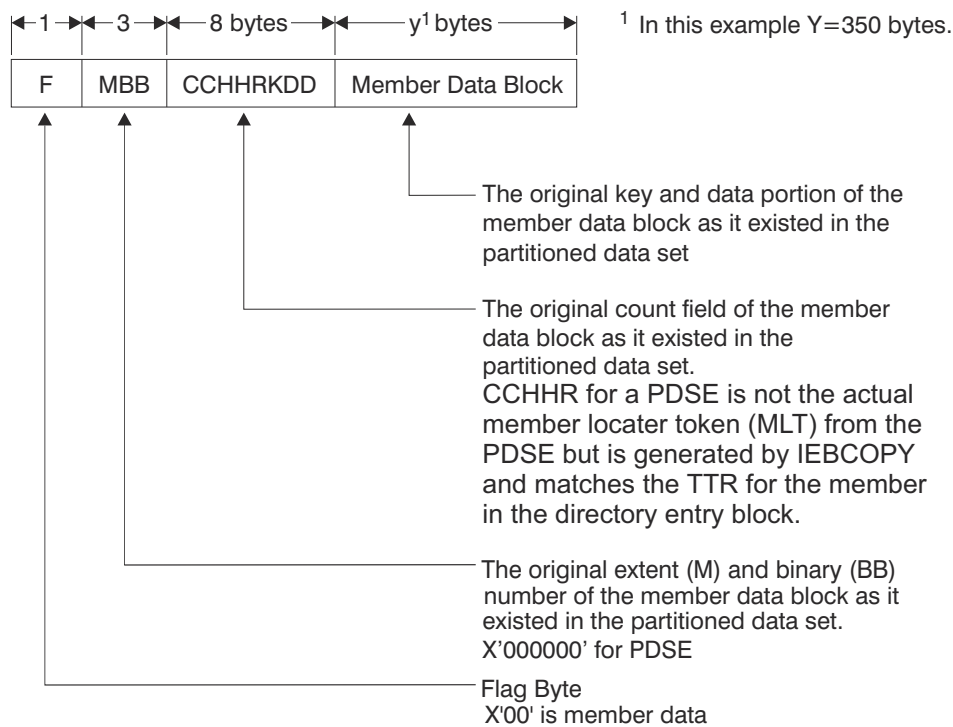 1 3 8 bytes y¹ bytes ¹ In this example Y=350 bytes.
F MBB CCHHRKDD Member Data Block
The original key and data portion of the
member data block as it existed in the
partitioned data set
The original count field of the member
data block as it existed in the
partitioned data set.
CCHHR for a PDSE is not the actual
member locater token (MLT) from the
PDSE but is generated by IEBCOPY
and matches the TTR for the member
in the directory entry block.
The original extent (M) and binary (BB)
number of the member data block as it
existed in the partitioned data set.
X’000000’ for PDSE
Flag Byte
X'00' is member data